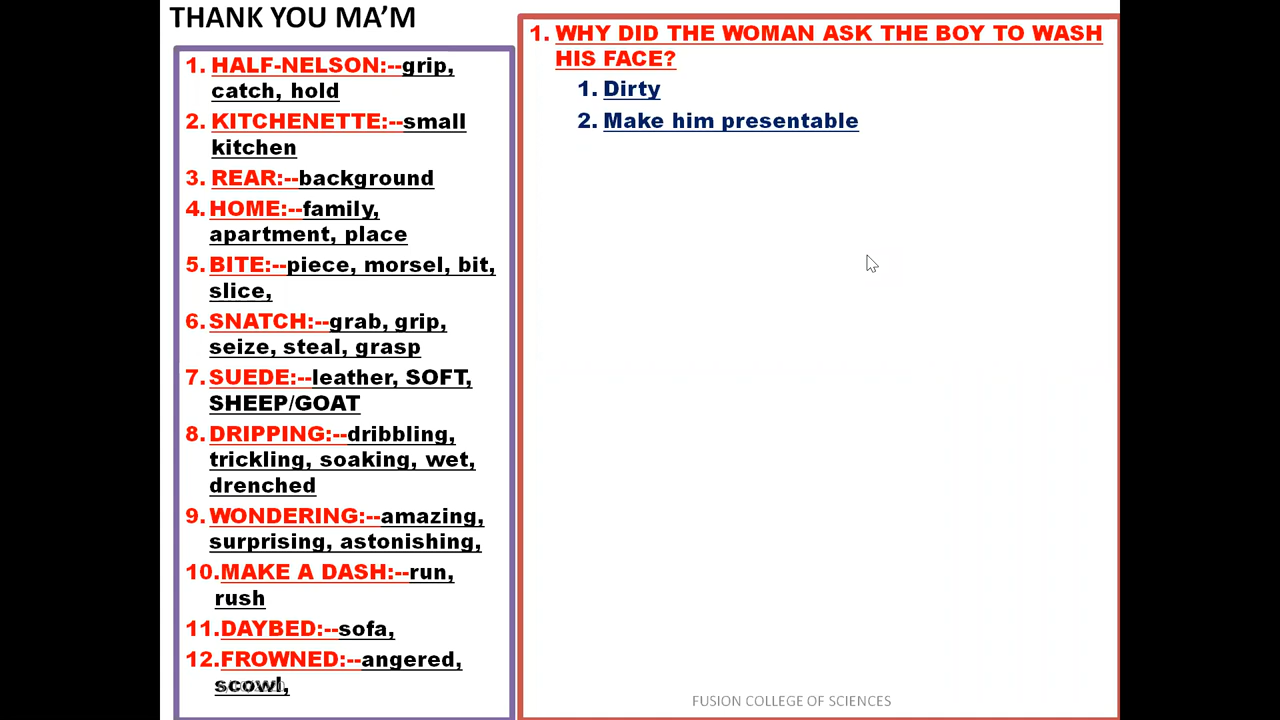 THANK YOU MA’M
1. HALF-NELSON:--grip,
catch, hold
2. KITCHENETTE:--small
kitchen
3. REAR:--background
4. HOME:--family,
apartment, place
5. BITE:--piece, morsel, bit,
slice,
6. SNATCH:--grab, grip,
seize, steal, grasp
7. SUEDE:--leather, SOFT,
SHEEP/GOAT
8. DRIPPING:--dribbling,
trickling, soaking, wet,
drenched
9. WONDERING:--amazing,
surprising, astonishing,
10. MAKE A DASH:--run,
rush
11. DAYBED:--sofa,
12. FROWNED:--angered,
scowl,
1. WHY DID THE WOMAN ASK THE BOY TO WASH
HIS FACE?
1. Dirty
2. Make him presentable
FUSION COLLEGE OF SCIENCES